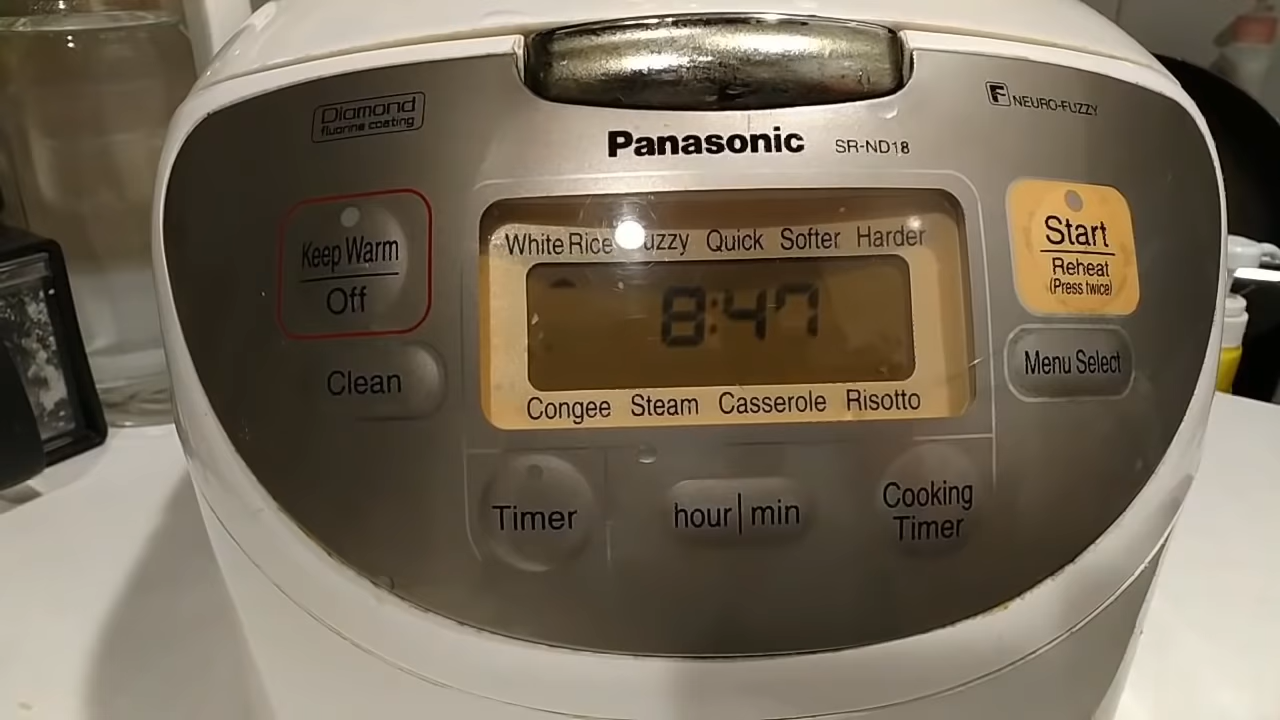 Diamond
fluorine coating
F NEURO-FUZZY
Panasonic SR-ND18
Keep Warm
Off
Clean
White Rice uzzy Quick Softer Harder
8:47
Congee Steam Casserole Risotto
Start
Reheat
(Press twice)
Menu Select
Timer
hour|min
Cooking
Timer